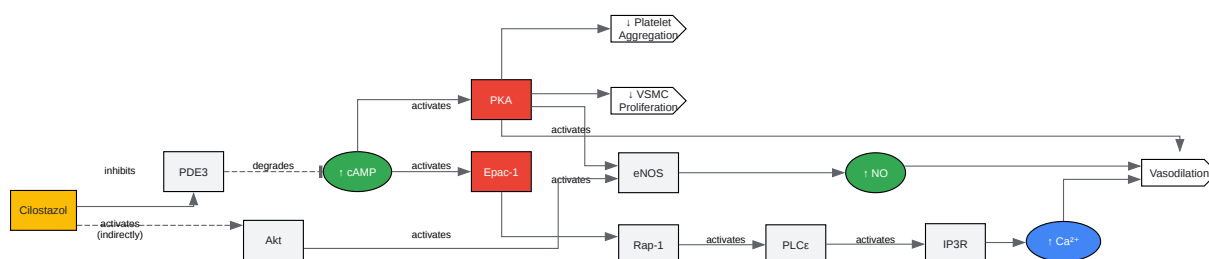 ↓ Platelet
Aggregation
PKA
activates
↓ VSMC
Proliferation
activates
inhibits
PDE3
degrades
↑ cAMP
activates
Epac-1
activates
eNOS
↑ NO
Vasodilation
Cilostazol
activates
(indirectly)
Akt
activates
Rap-1
activates
PLCε
activates
IP3R
↑ Ca²⁺